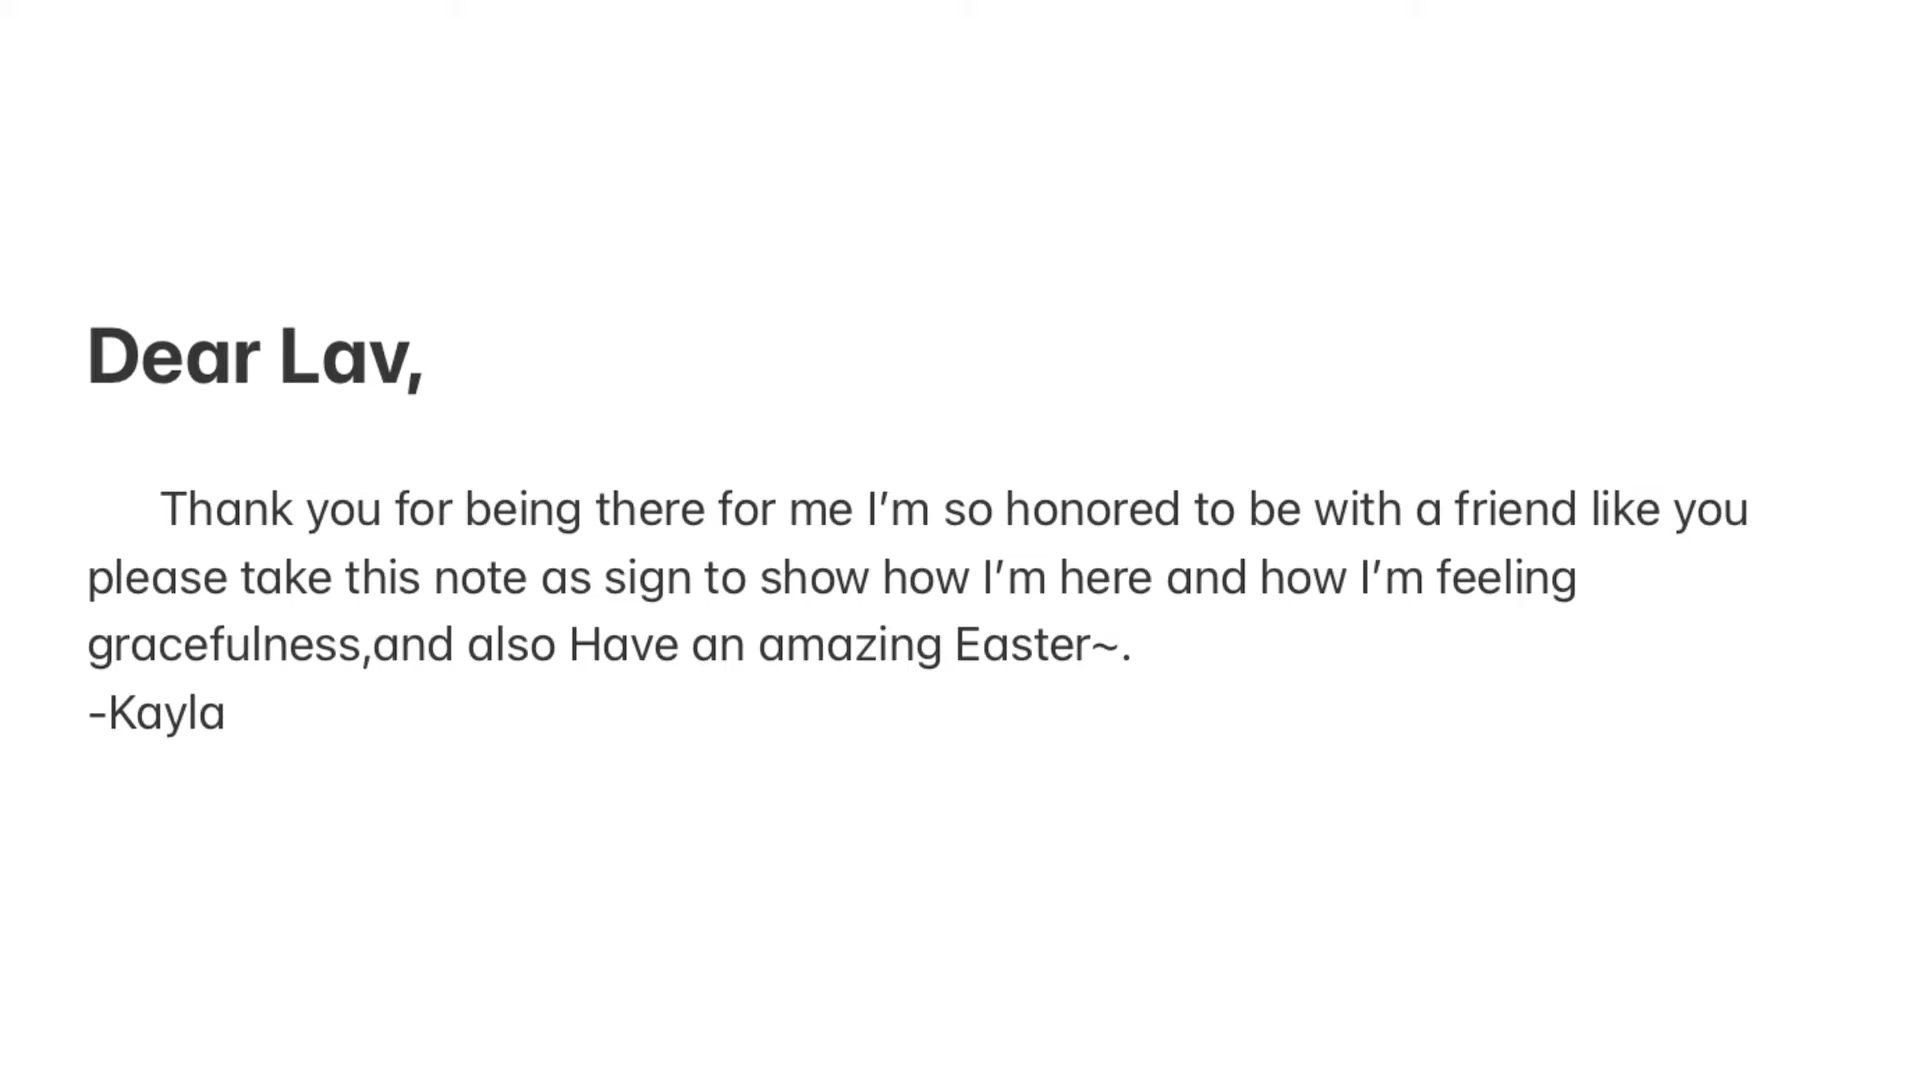 Dear Lav,
Thank you for being there for me I’m so honored to be with a friend like you
please take this note as sign to show how I’m here and how I’m feeling
gracefulness,and also Have an amazing Easter~.
-Kayla